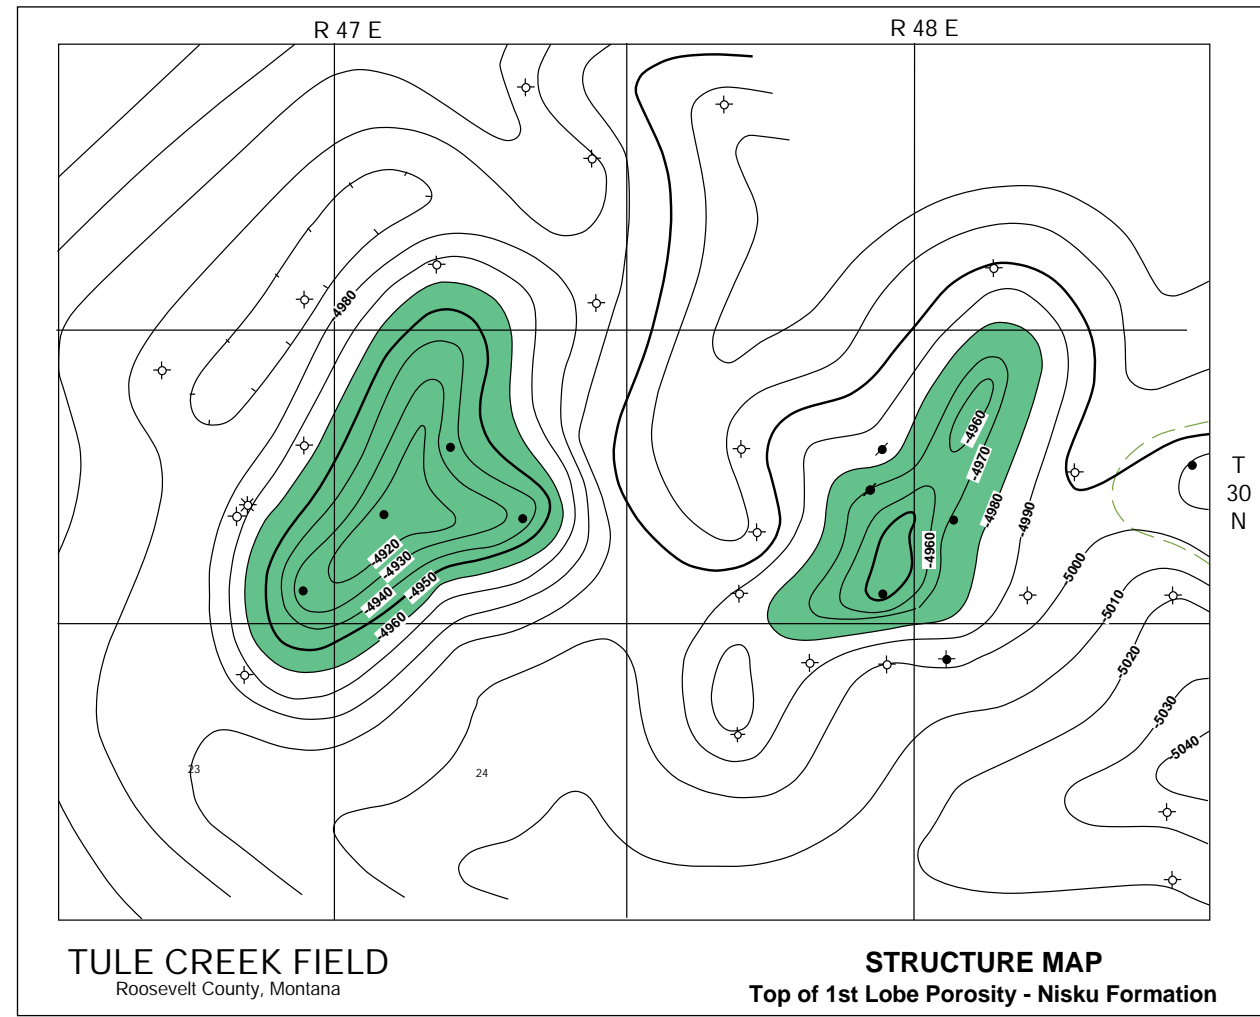 R 47 E
R 48 E
-4980
-4960
-4970
T
30
N
-4980
-4990
-4920
-4960
-4930
-5000
-4950
-4940
-5010
-4960
-5020
-5030
-5040
23
24
TULE CREEK FIELD
Roosevelt County, Montana
STRUCTURE MAP
Top of 1st Lobe Porosity - Nisku Formation